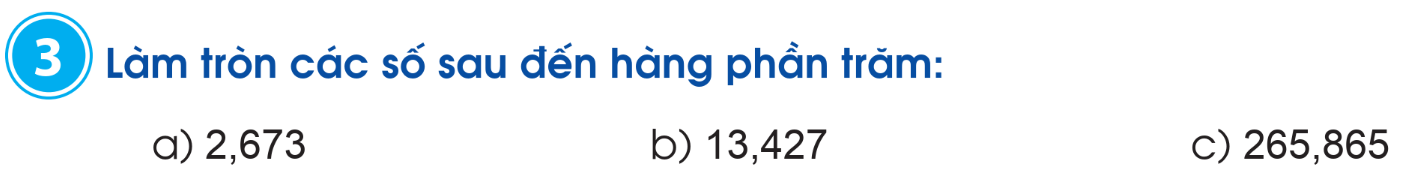 3 Làm tròn các số sau đến hàng phần trăm:
a) 2,673 b) 13,427 c) 265,865